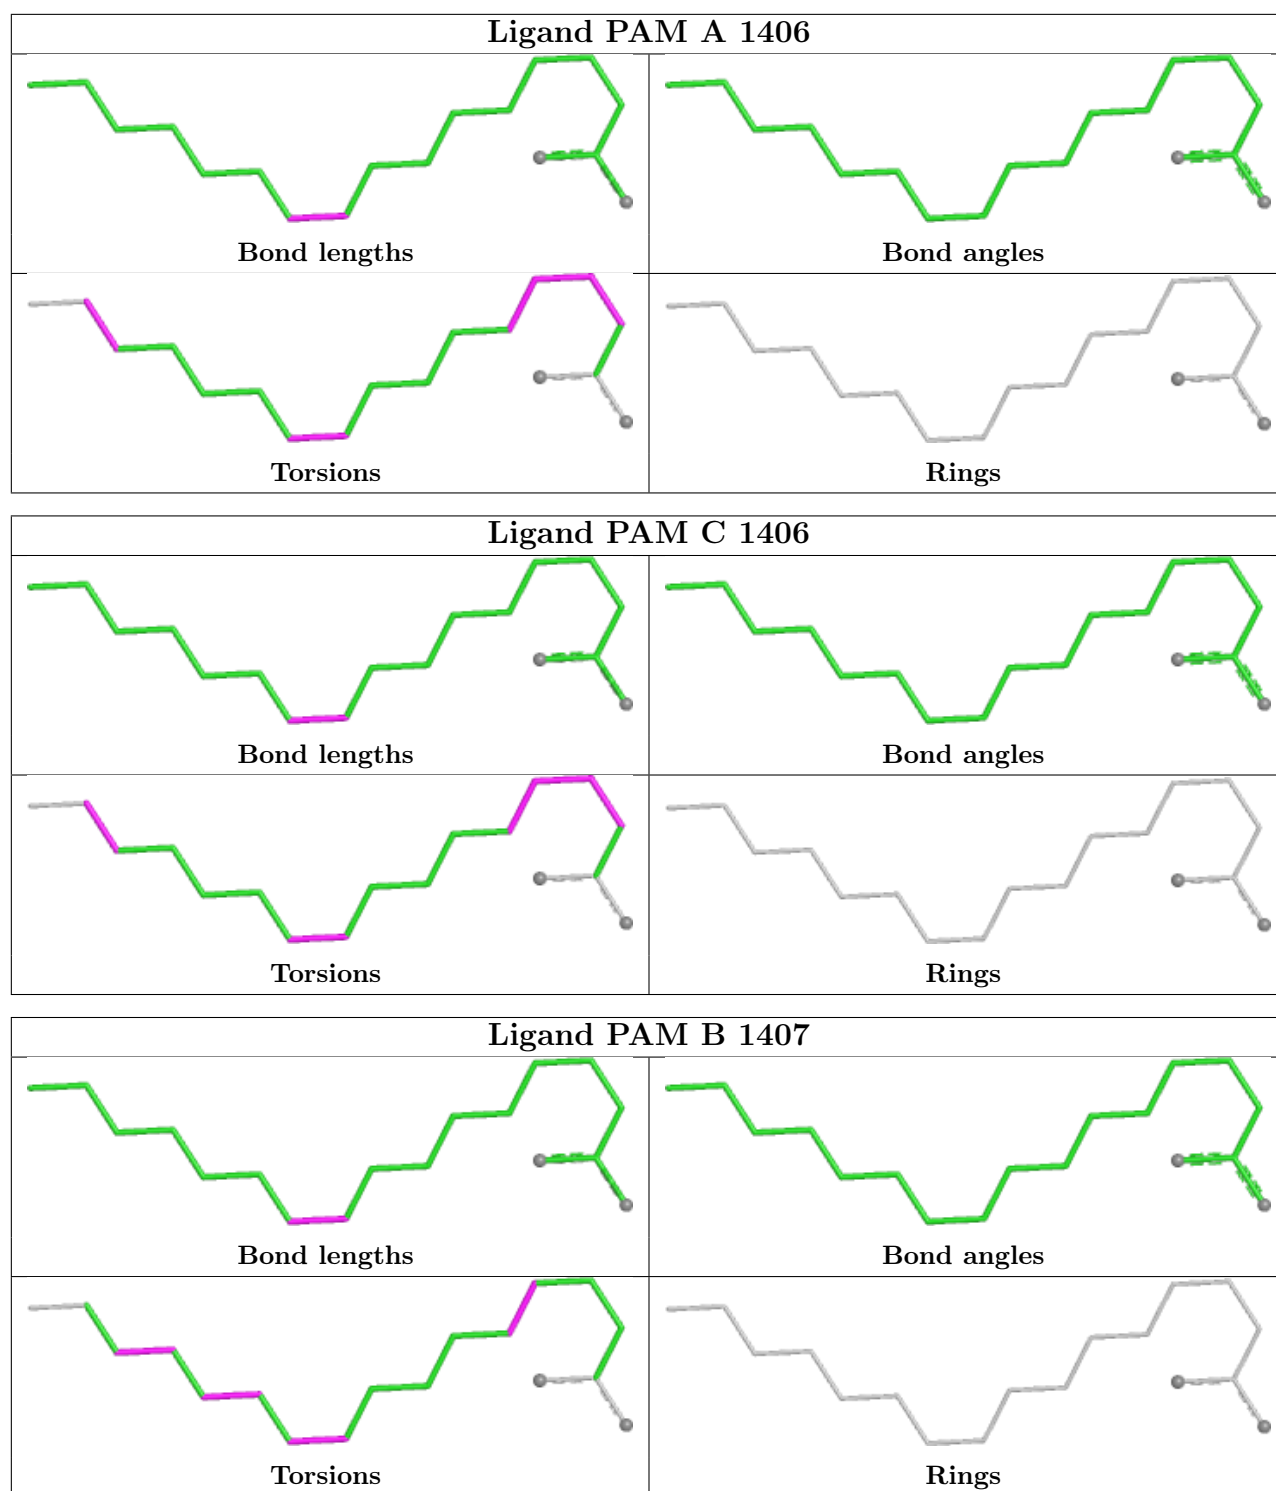 Ligand PAM A 1406
Bond lengths
Bond angles
Torsions
Rings
Ligand PAM C 1406
Bond lengths
Bond angles
Torsions
Rings
Ligand PAM B 1407
Bond lengths
Bond angles
Torsions
Rings